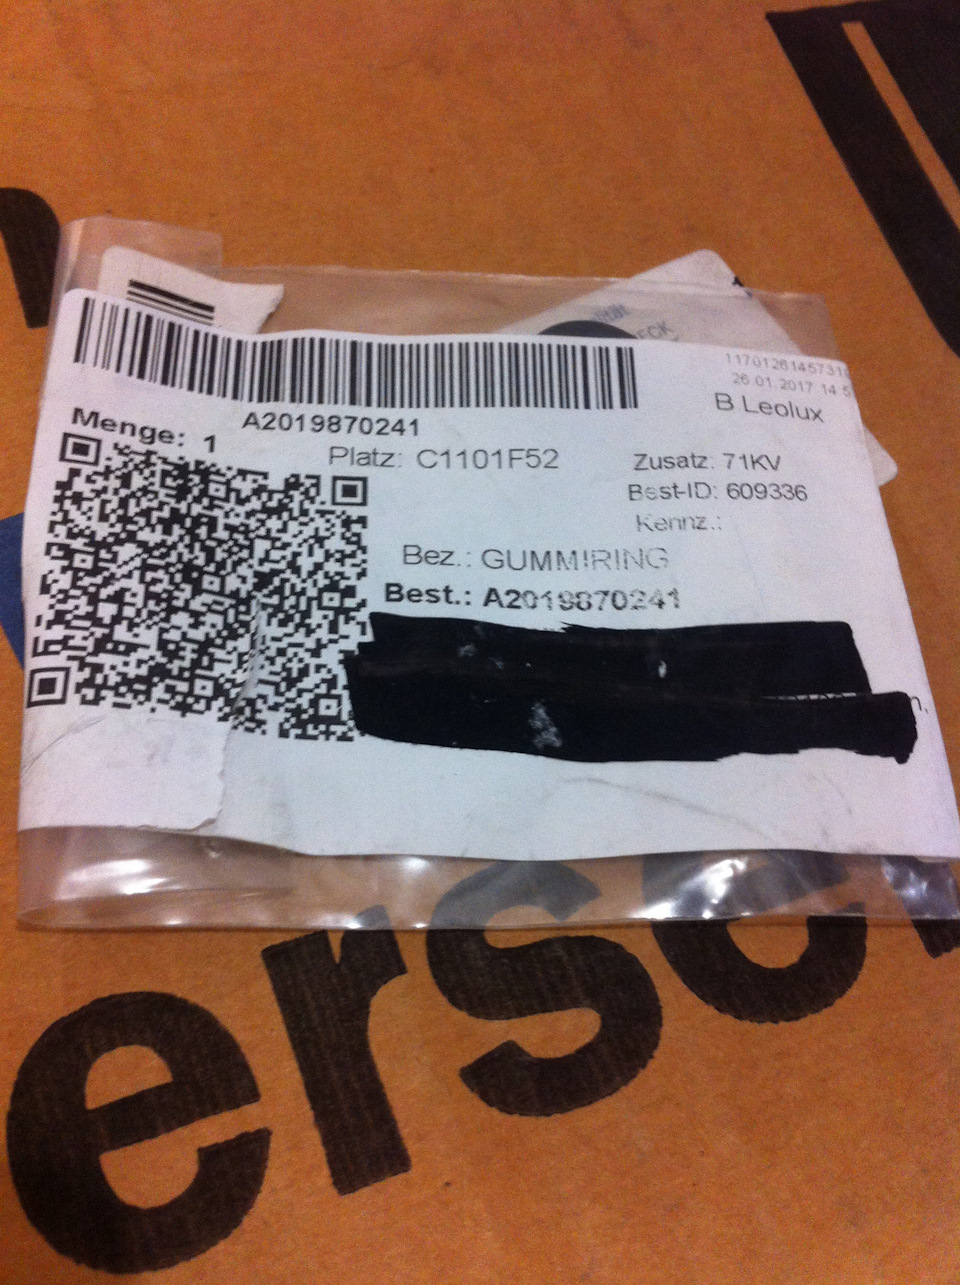 26.01.2017 14:5
B Leolux
A2019870241
Menge: 1
Platz: C1101F52
Zusatz: 71KV
Best-ID: 609336
Kennz.:
Bez.: GUMMIRING
Best.: A2019870241
erso